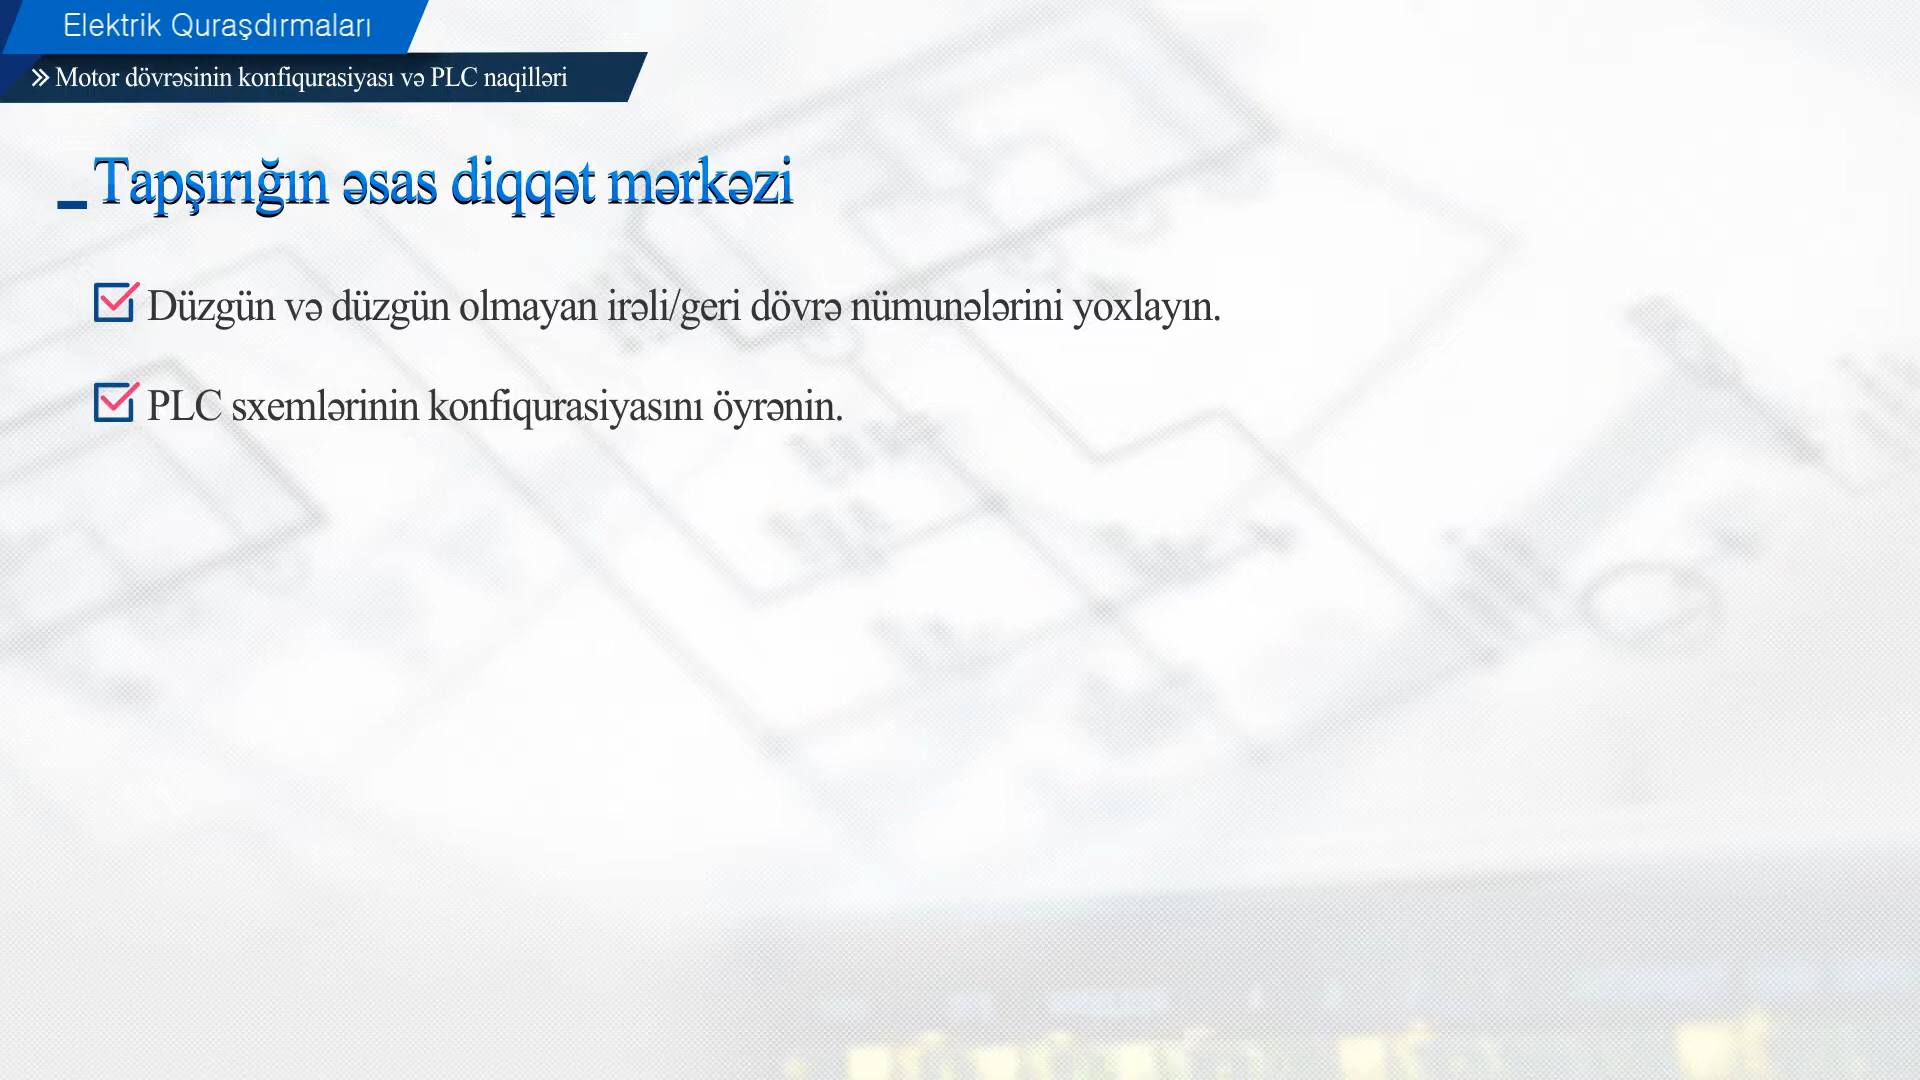 Elektrik Quraşdırmaları
Motor dövrəsinin konfiqurasiyası və PLC naqilləri
Tapşırığın əsas diqqət mərkəzi
Düzgün və düzgün olmayan irəli/geri dövrə nümunələrini yoxlayın.
PLC sxemlərinin konfiqurasiyasını öyrənin.